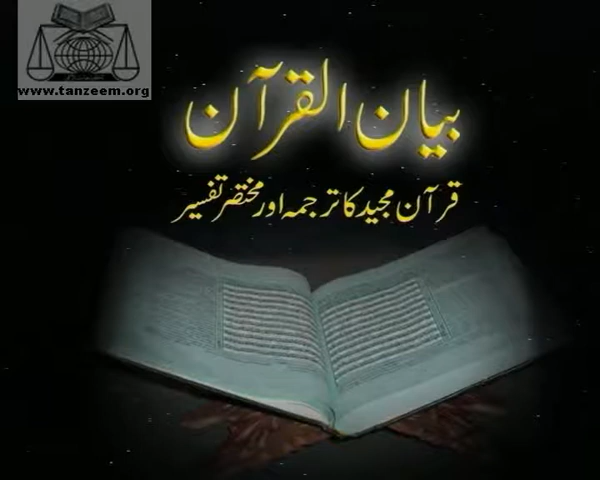 www.tanzeem.org
بیان القرآن
قرآن مجید کا ترجمہ اور مختصر تفسیر